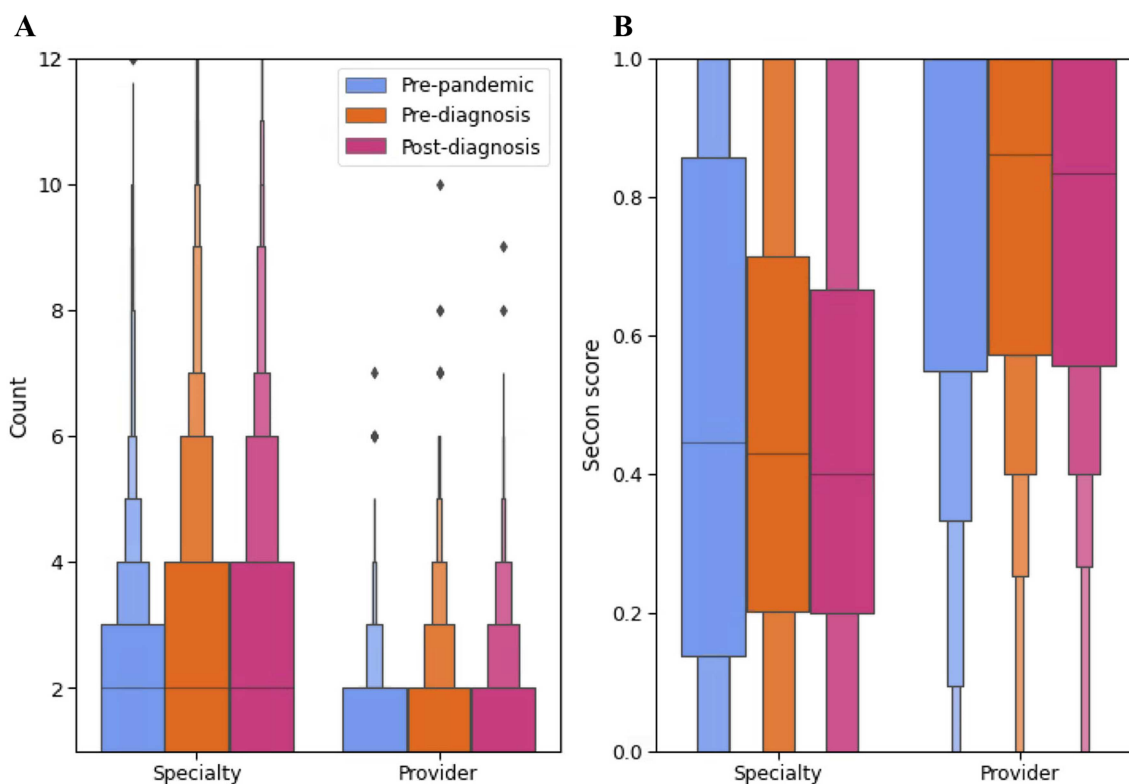 A
B
12
10
8
6
4
2
Count
Pre-pandemic
Pre-diagnosis
Post-diagnosis
Specialty
Provider
1.0
0.8
0.6
0.4
0.2
0.0
SeCon score
Specialty
Provider